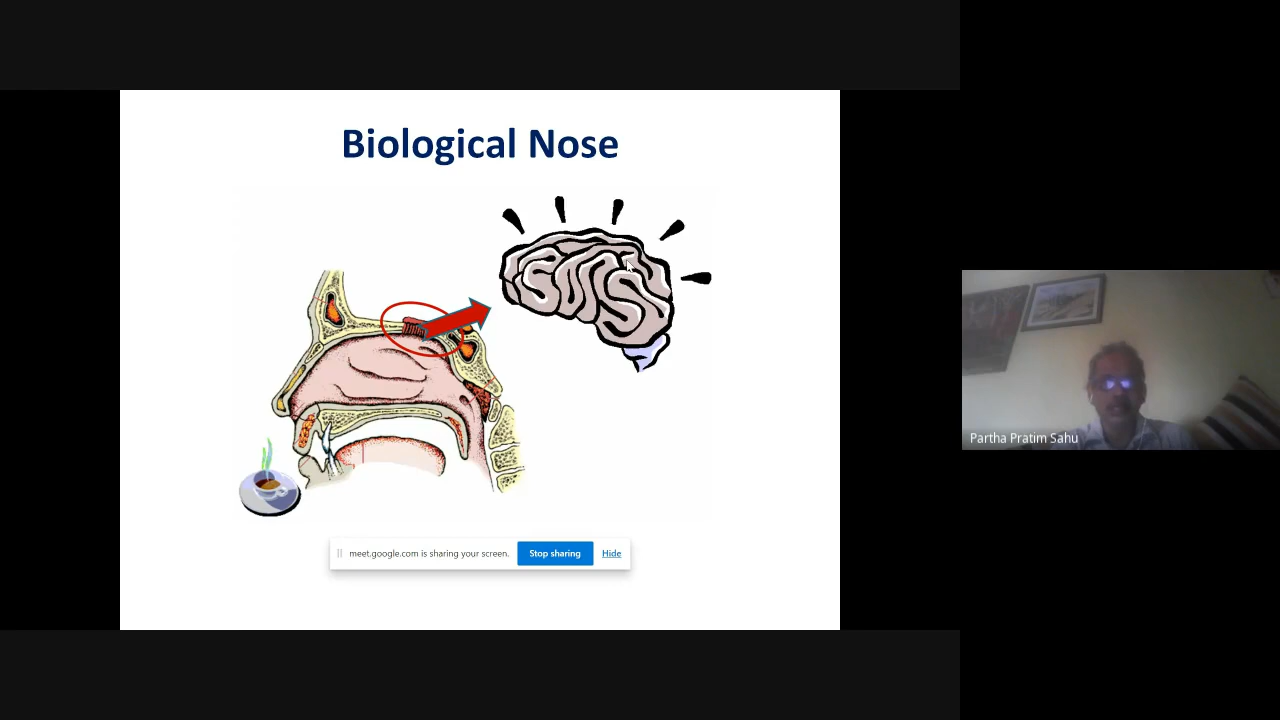 Biological Nose
meet.google.com is sharing your screen. Stop sharing Hide
Partha Pratim Sahu